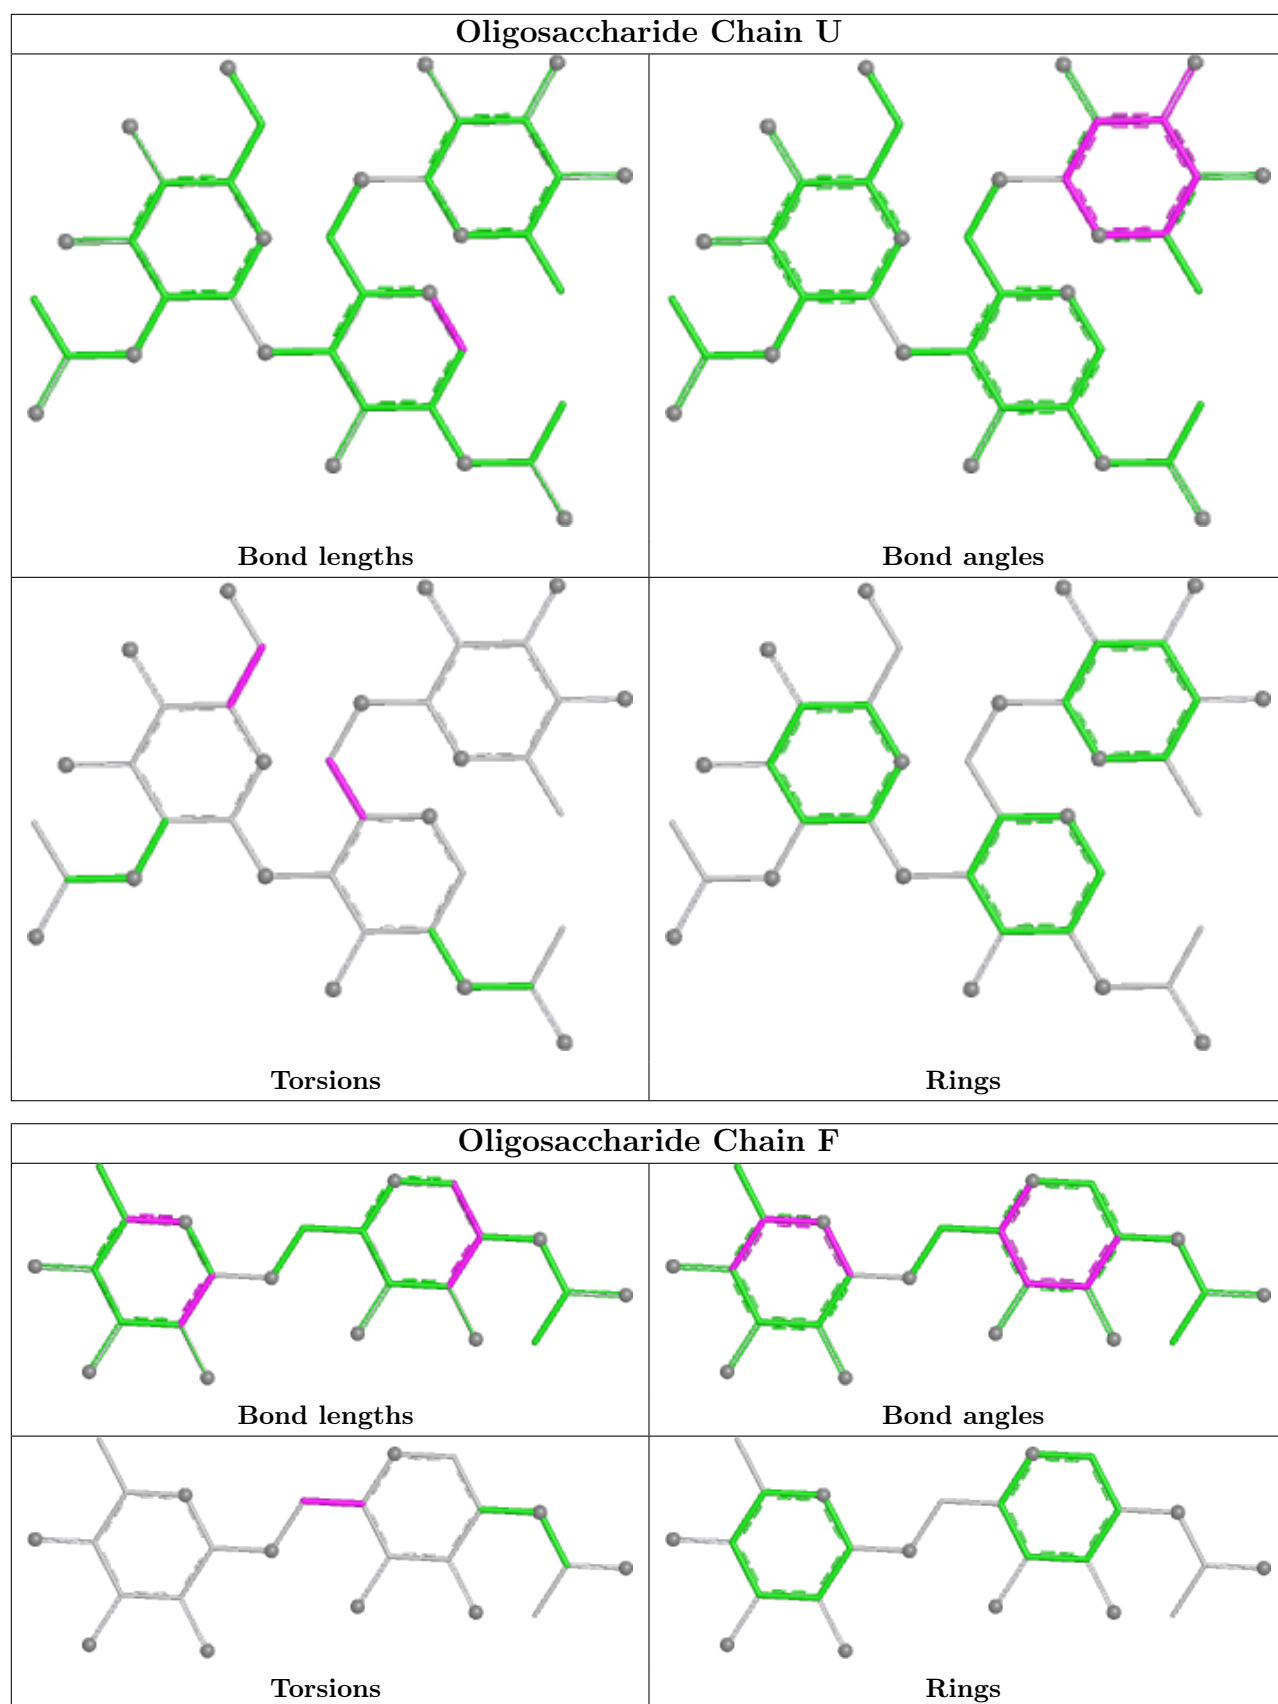 Oligosaccharide Chain U
Bond lengths
Bond angles
Torsions
Rings
Oligosaccharide Chain F
Bond lengths
Bond angles
Torsions
Rings